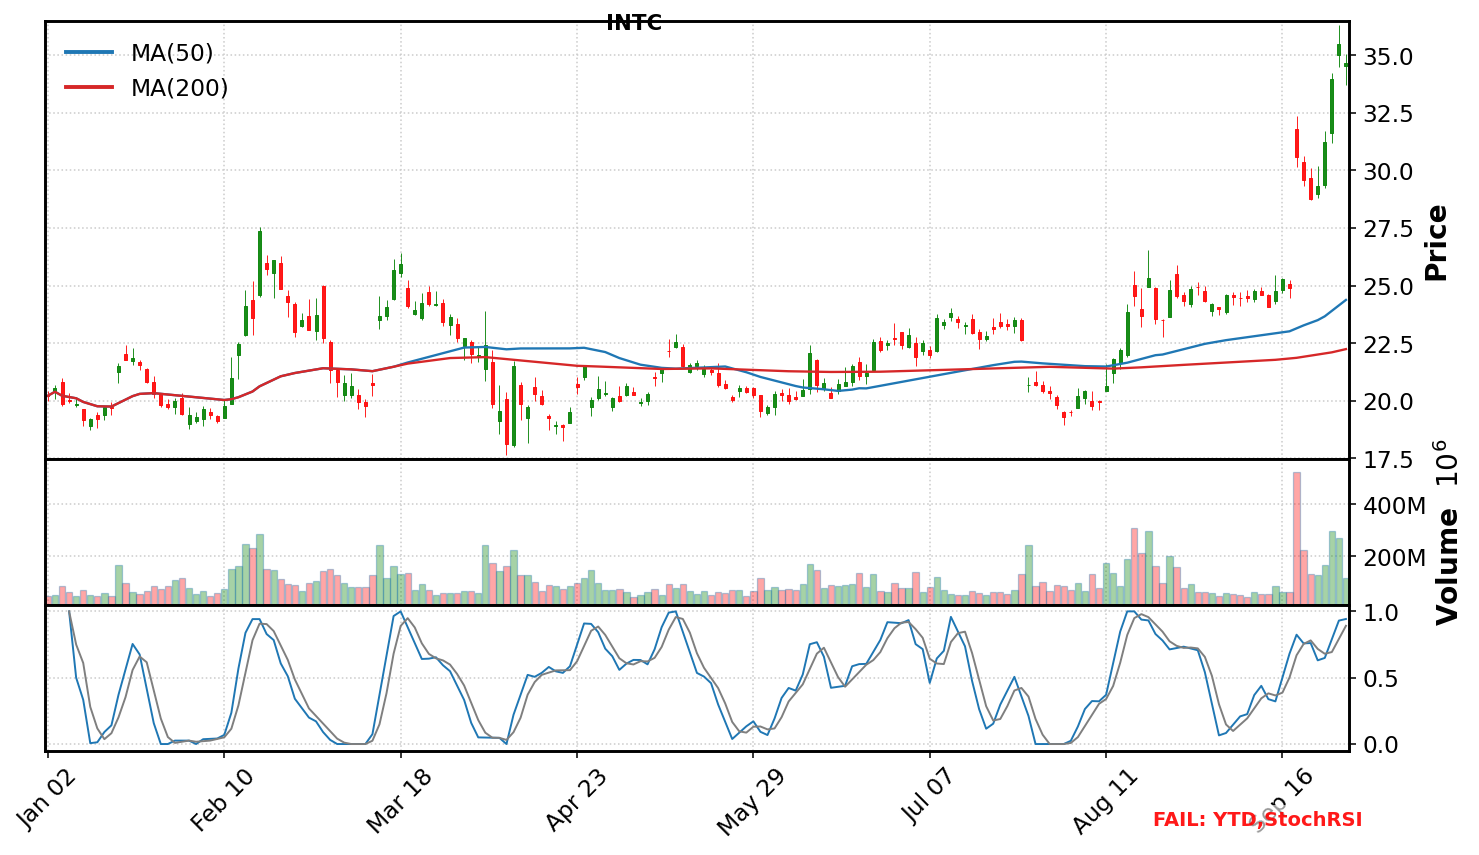 INTC
MA(50)
MA(200)
35.0
32.5
30.0
27.5
25.0
22.5
20.0
17.5
Price
400M
200M
Volume 10⁶
1.0
0.5
0.0
Jan 02
Feb 10
Mar 18
Apr 23
May 29
Jul 07
Aug 11
Sep 16
FAIL: YTD,StochRSI